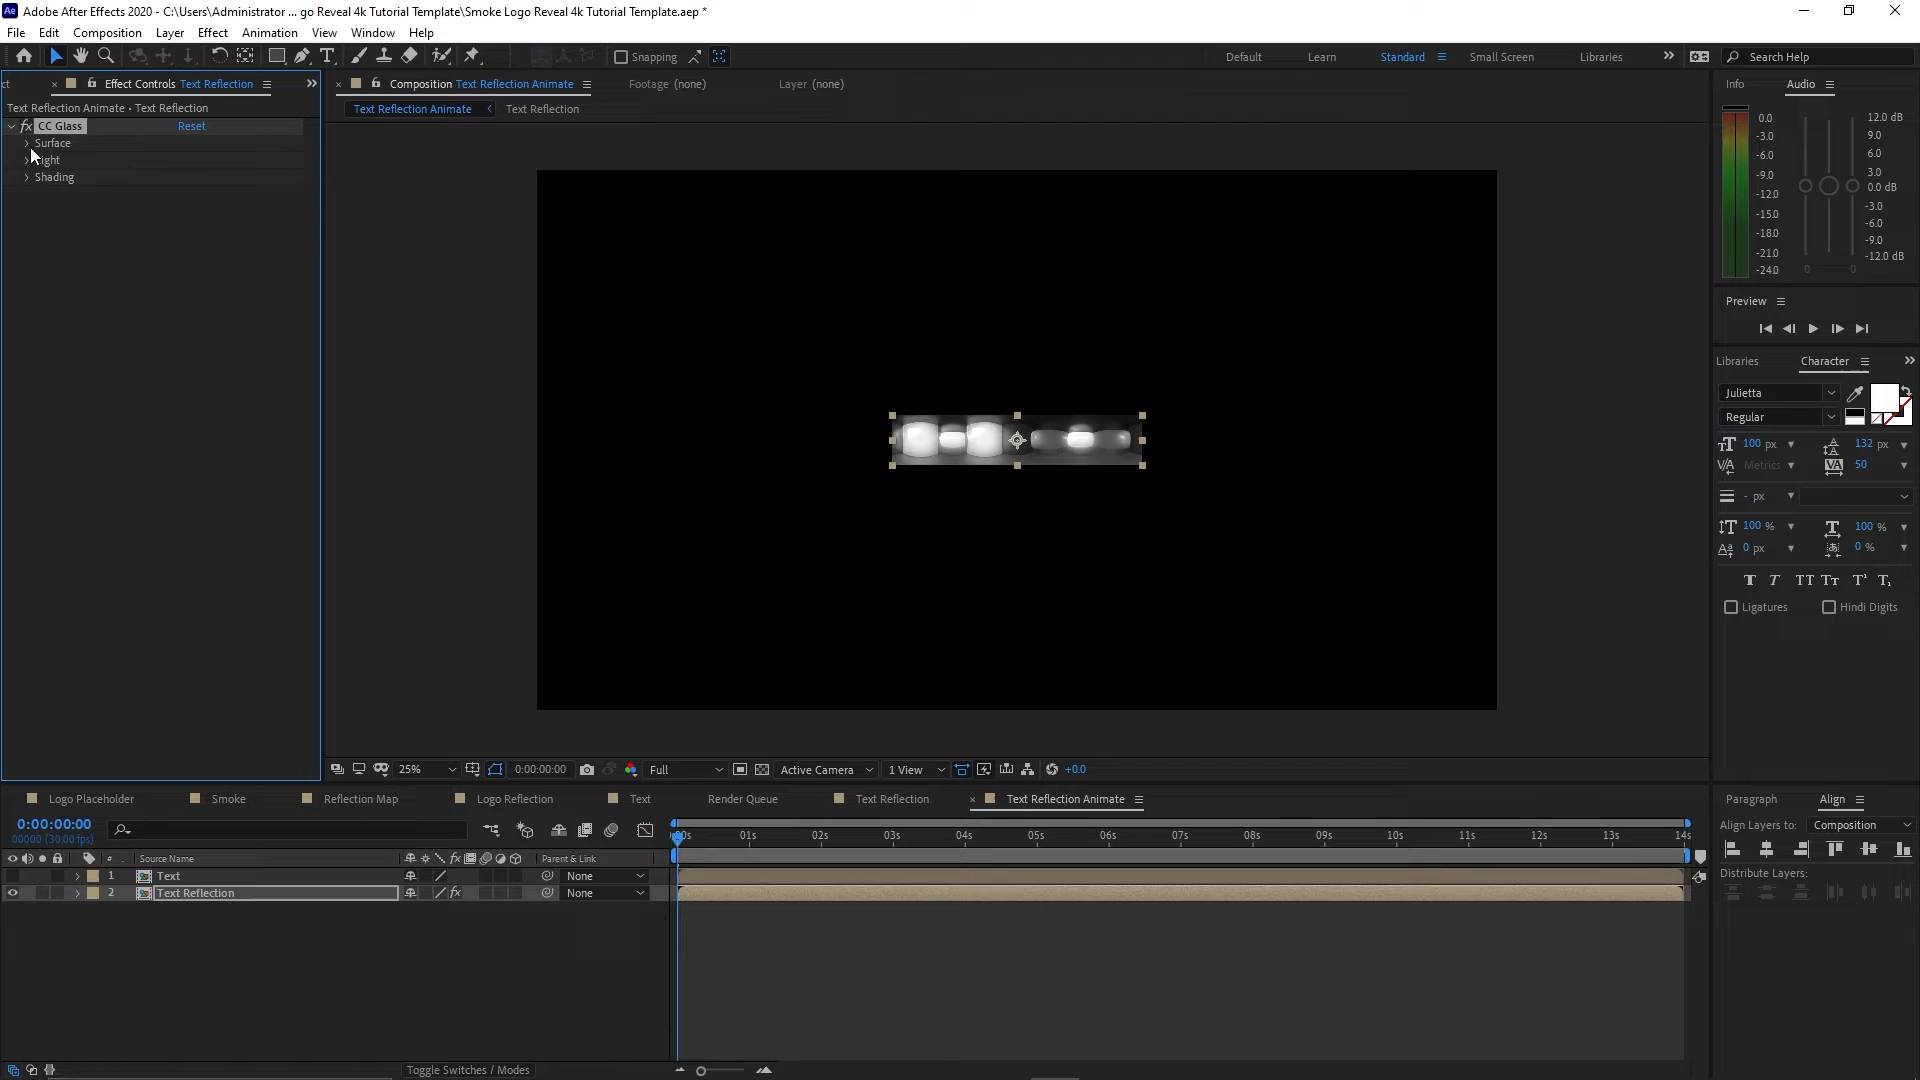 Adobe After Effects 2020 - C:\Users\Administrator ... go Reveal 4k Tutorial Template\Smoke Logo Reveal 4k Tutorial Template.aep *
File Edit Composition Layer Effect Animation View Window Help
Snapping Default Learn Standard Small Screen Libraries Search Help
Effect Controls Text Reflection Composition Text Reflection Animate Footage (none) Layer (none) Info Audio
Text Reflection Animate • Text Reflection Text Reflection Animate Text Reflection
fx CC Glass Reset
Surface
Light
Shading
0.0 12.0 dB
-3.0 9.0
-6.0 6.0
-9.0 3.0
-12.0 0.0 dB
-15.0 -3.0
-18.0 -6.0
-21.0 -9.0
-24.0 -12.0 dB
0 0
Preview
Libraries Character
Julietta
Regular
100 px 132 px
Metrics 50
- px
100 % 100 %
0 px 0 %
T T TT Tт T¹ T₁
Ligatures Hindi Digits
25% 0:00:00:00 Full Active Camera 1 View +0.0
Logo Placeholder Smoke Reflection Map Logo Reflection Text Render Queue Text Reflection Text Reflection Animate Paragraph Align
0:00:00:00
00000 (30.00 fps)
01s 02s 03s 04s 05s 06s 07s 08s 09s 10s 11s 12s 13s 14s
Align Layers to: Composition
# Source Name fx Parent & Link
1 Text None
2 Text Reflection fx None
Distribute Layers:
Toggle Switches / Modes